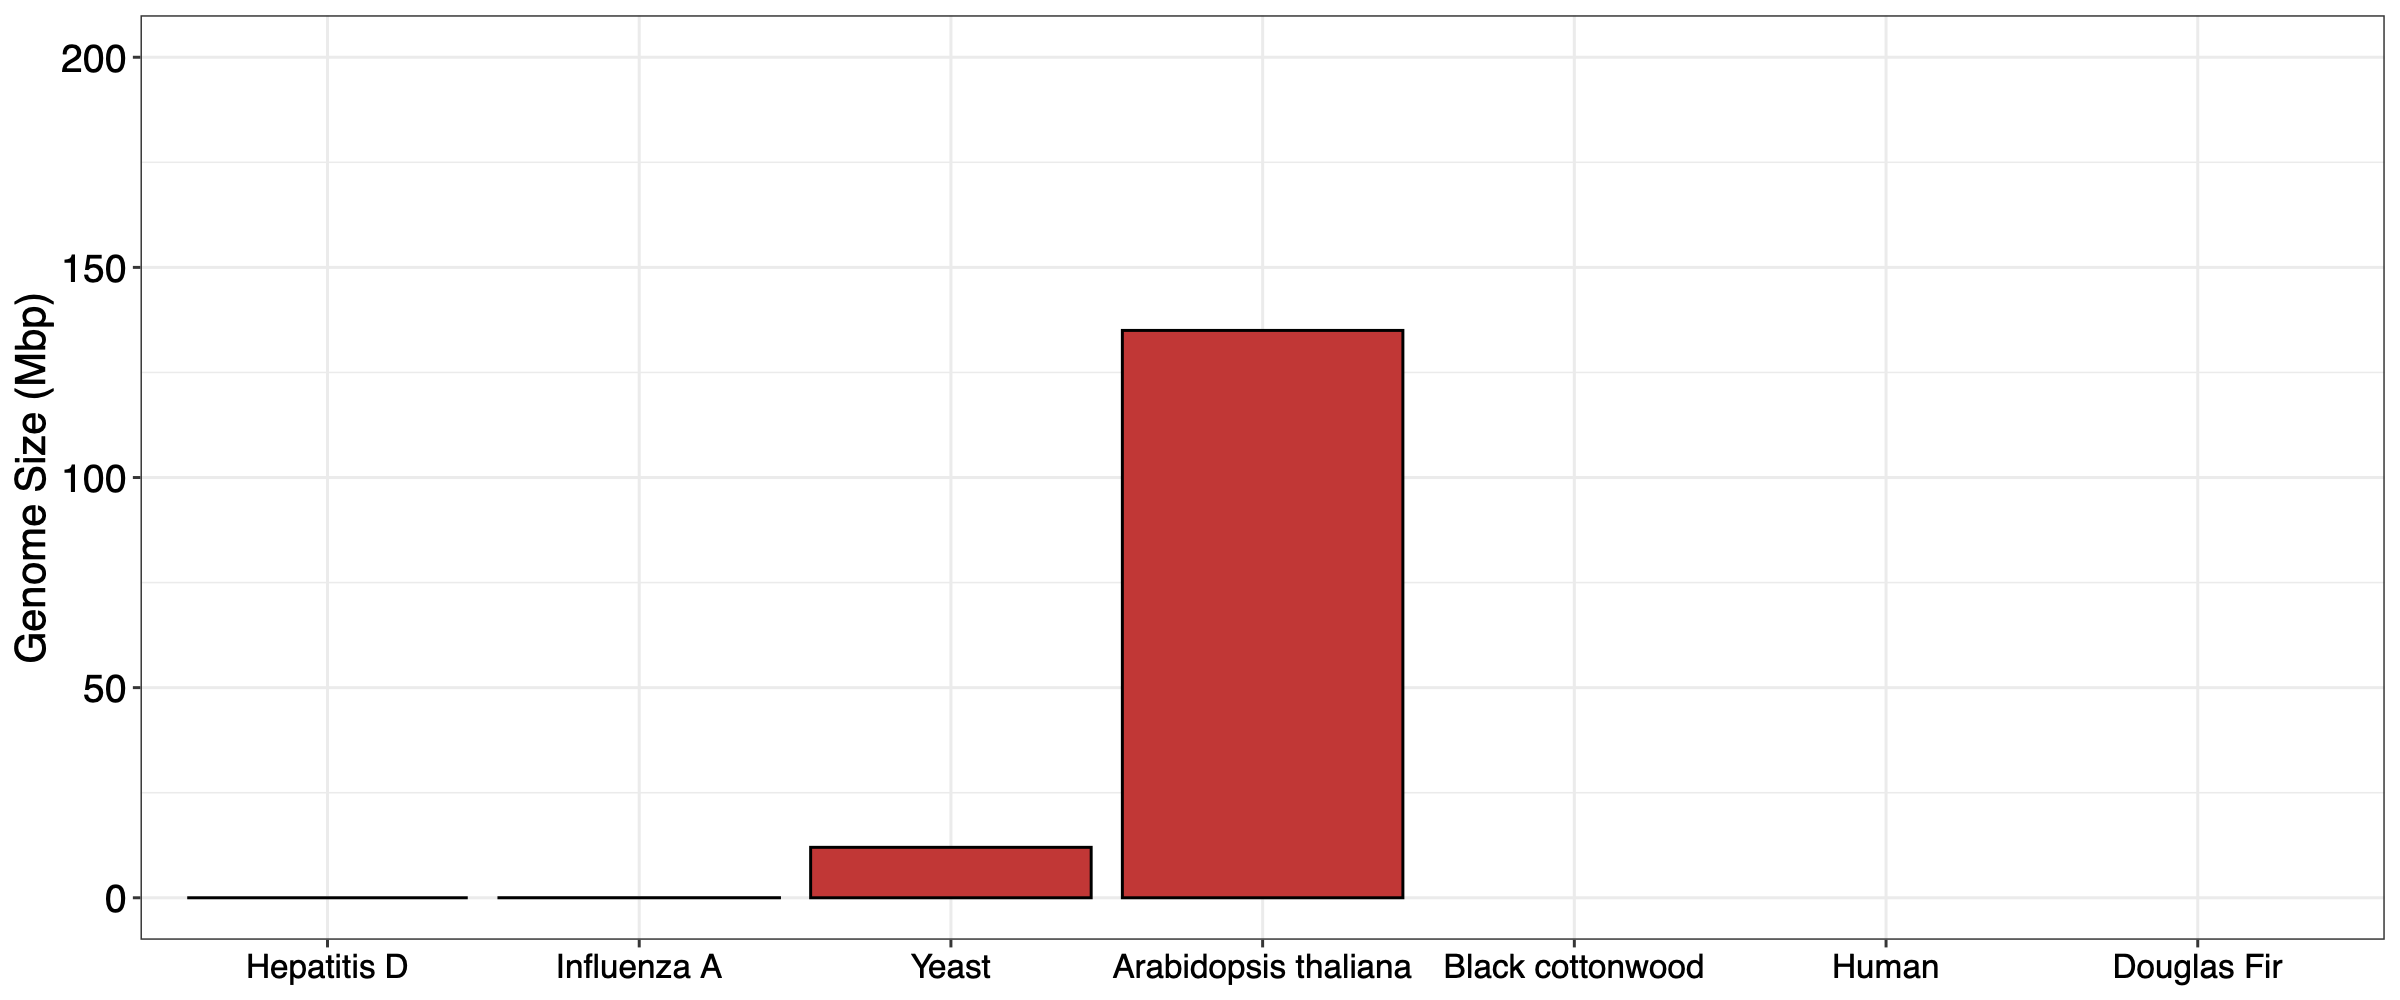 Genome Size (Mbp)
200
150
100
50
0
Hepatitis D Influenza A Yeast Arabidopsis thaliana Black cottonwood Human Douglas Fir